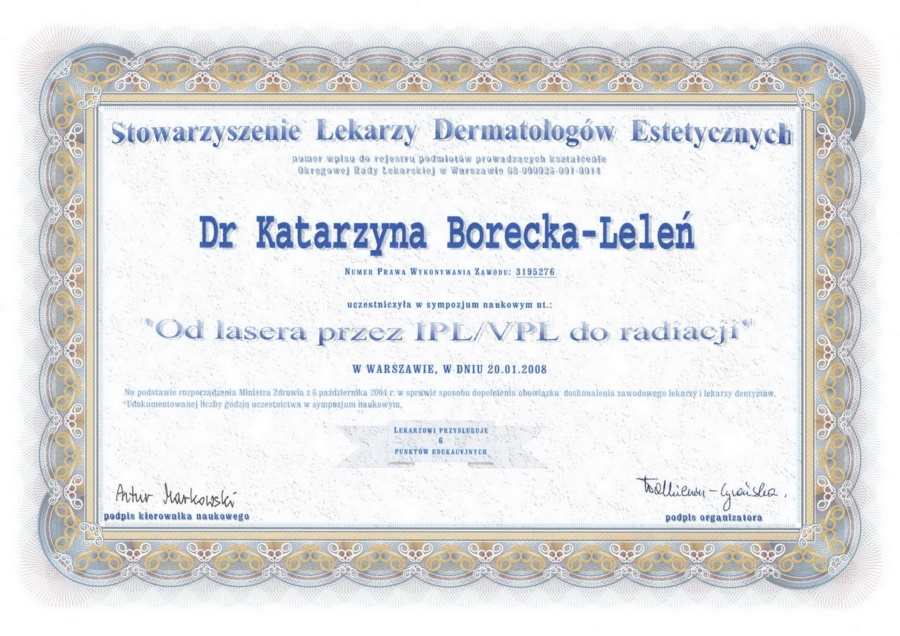 Stowarzyszenie Lekarzy Dermatologów Estetycznych
numer wpisu do rejestru podmiotów prowadzących kształcenie
Okręgowej Rady Lekarskiej w Warszawie 68-000023-001-0014
Dr Katarzyna Borecka-Leleń
Numer Prawa Wykonywania Zawodu: 3195276
uczestniczyła w sympozjum naukowym nt.:
"Od lasera przez IPL/VPL do radiacji"
W WARSZAWIE, W DNIU 20.01.2008
Na podstawie rozporządzenia Ministra Zdrowia z 6 października 2004 r. w sprawie sposobu dopełnienia obowiązku doskonalenia zawodowego lekarzy i lekarzy dentystów.
*Udokumentowanej liczby godzin uczestnictwa w sympozjum naukowym,
Lekarzowi przysługuje
6
punktów edukacyjnych
Artur Markowski
podpis kierownika naukowego
podpis organizatora